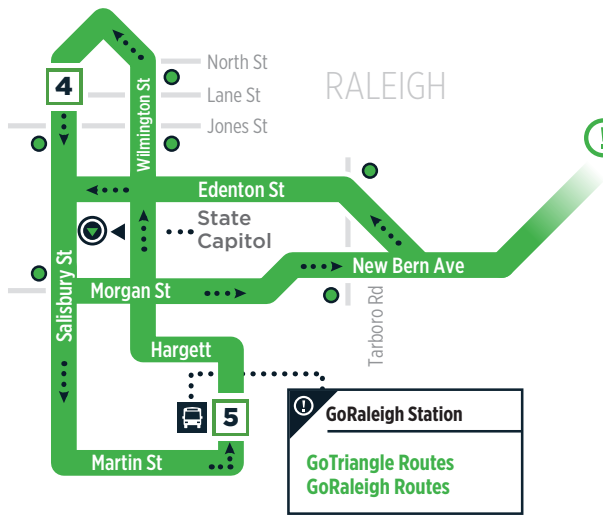 North St
4
Lane St
RALEIGH
Wilmington St
Jones St
!
Edenton St
State
Capitol
Salisbury St
New Bern Ave
Morgan St
Tarboro Rd
Hargett
5
! GoRaleigh Station
Martin St
GoTriangle Routes
GoRaleigh Routes